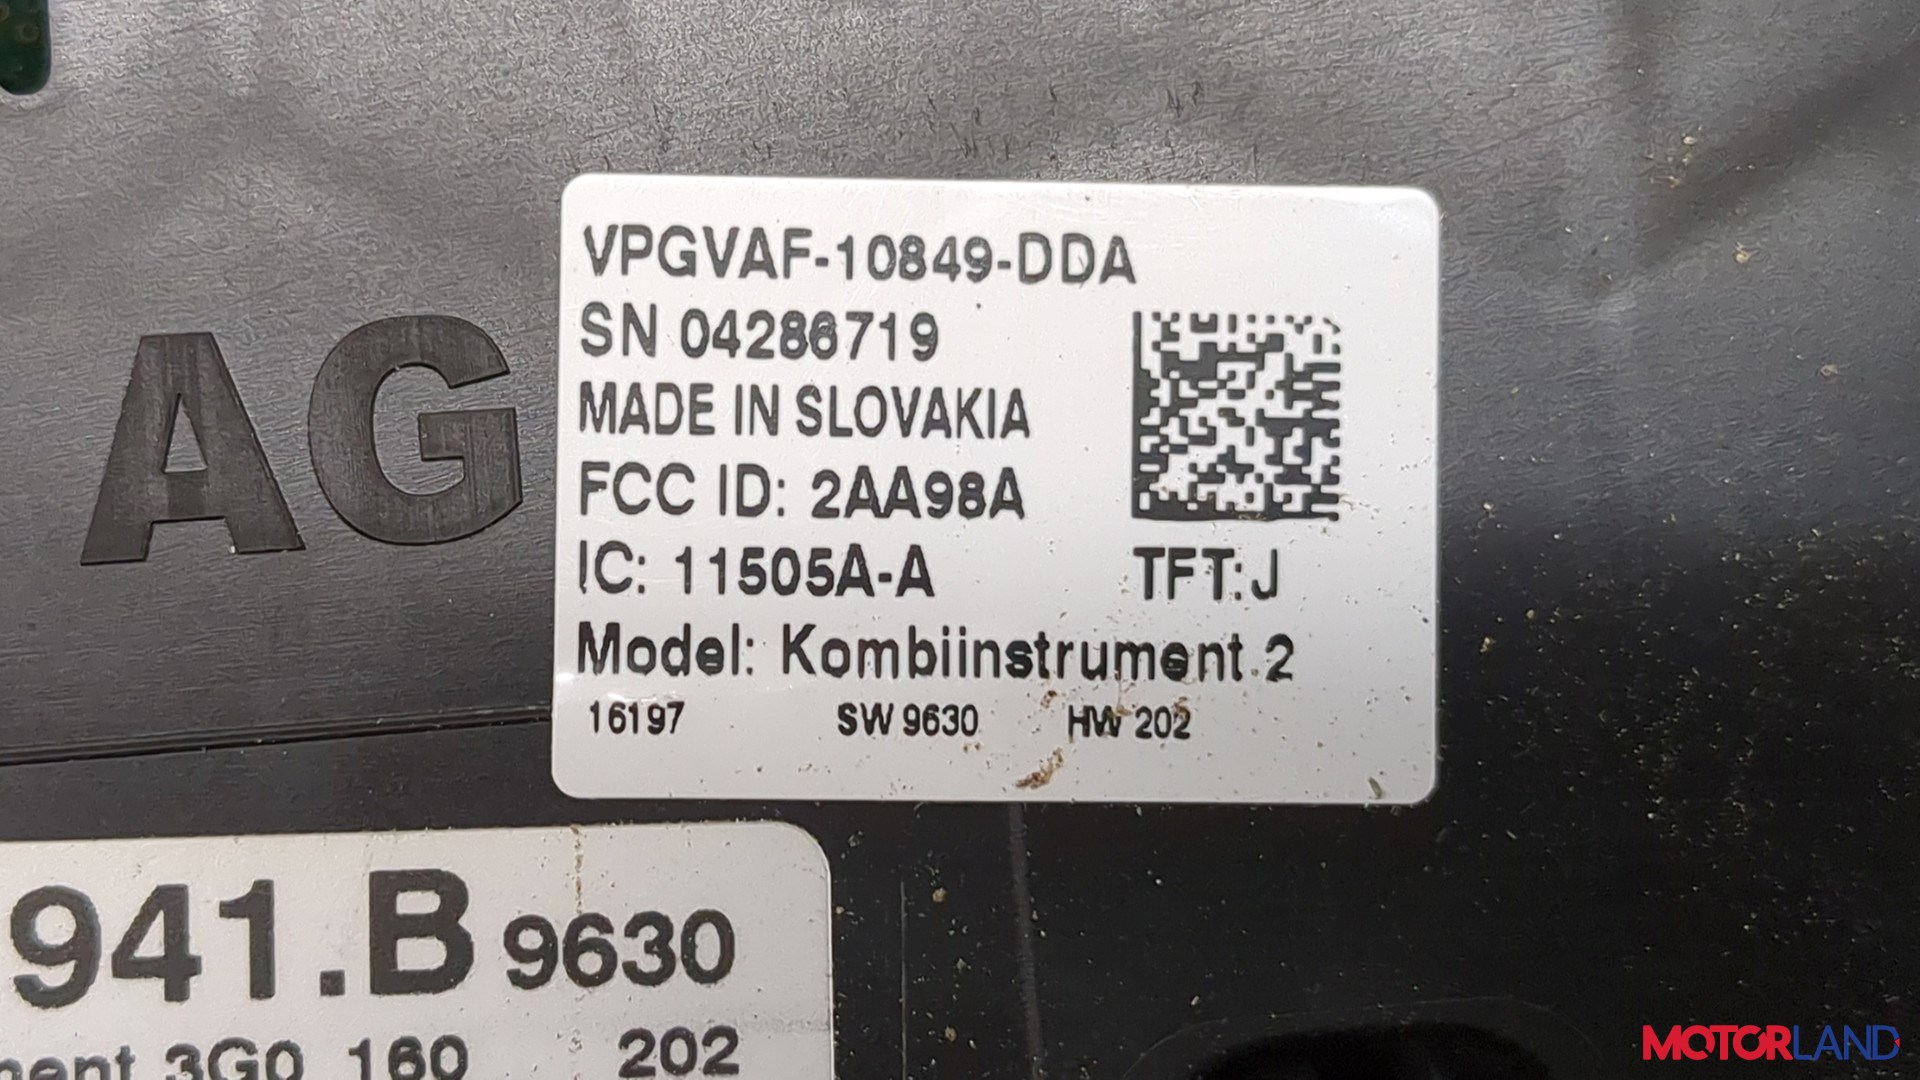 VPGVAF-10849-DDA
SN 04286719
MADE IN SLOVAKIA
FCC ID: 2AA98A
IC: 11505A-A
TFT:J
Model: Kombiinstrument 2
16197 SW 9630 HW 202
AG
941.B 9630
ment 3G0 160 202
MOTORLAND